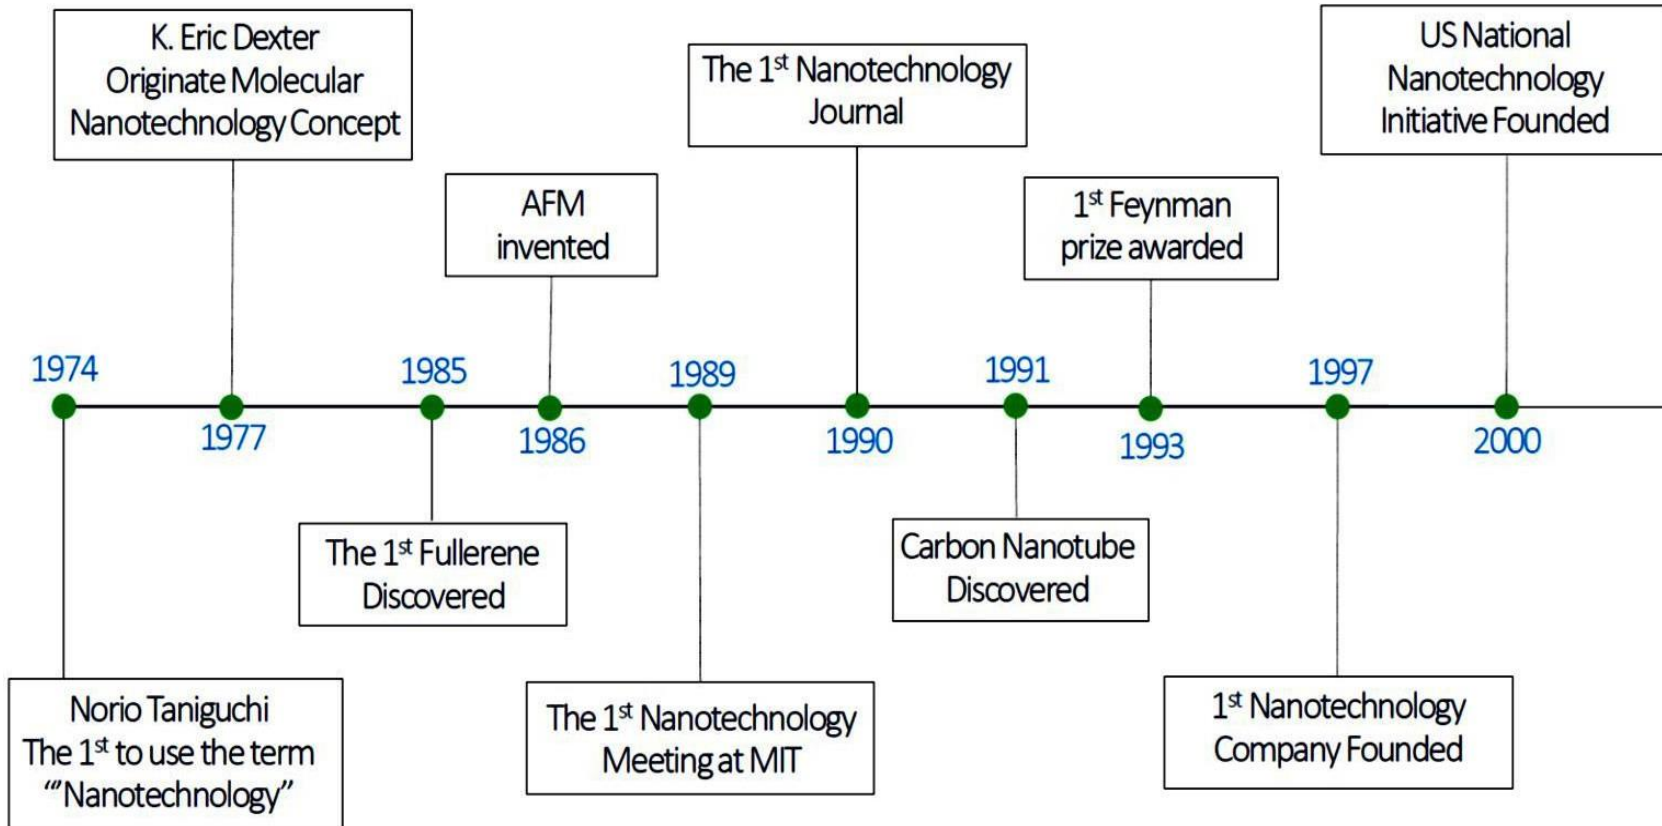 K. Eric Dexter
Originate Molecular
Nanotechnology Concept
AFM
invented
The 1st Nanotechnology
Journal
1st Feynman
prize awarded
US National
Nanotechnology
Initiative Founded
1974
1977
1985
1986
1989
1990
1991
1993
1997
2000
Norio Taniguchi
The 1st to use the term
“"Nanotechnology”
The 1st Fullerene
Discovered
The 1st Nanotechnology
Meeting at MIT
Carbon Nanotube
Discovered
1st Nanotechnology
Company Founded